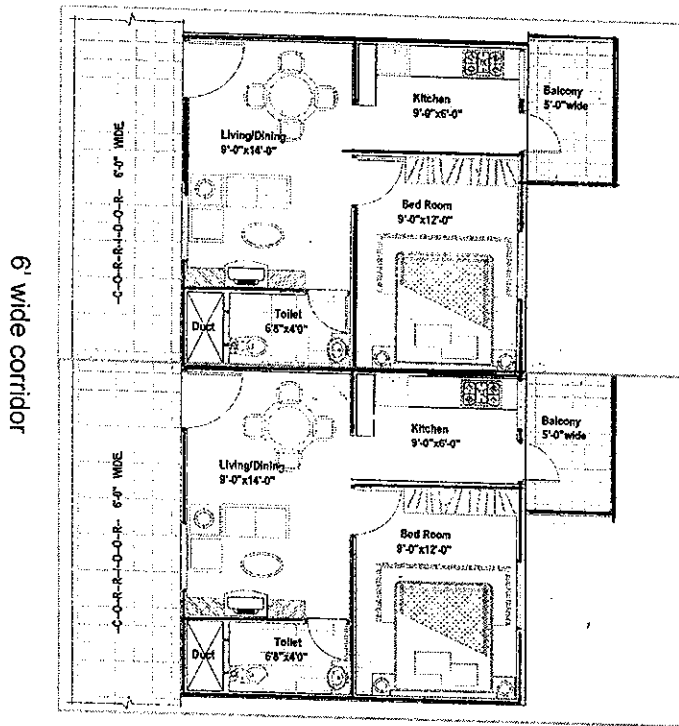 Kitchen
9'-0"x6'-0"
Balcony
5'-0"wide
Living/Dining
9'-0"x14'-0"
-C-O-R-R-I-D-O-R- 6'-0" WIDE
Bed Room
9'-0"x12'-0"
Toilet
6'8"x4'0"
Duct
6' wide corridor
Kitchen
9'-0"x6'-0"
Balcony
5'-0"wide
Living/Dining
9'-0"x14'-0"
-C-O-R-R-I-D-O-R- 6'-0" WIDE
Bed Room
9'-0"x12'-0"
Toilet
6'8"x4'0"
Duct